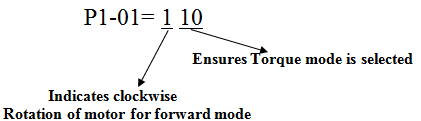 P1-01= 1 10
Ensures Torque mode is selected
Indicates clockwise
Rotation of motor for forward mode